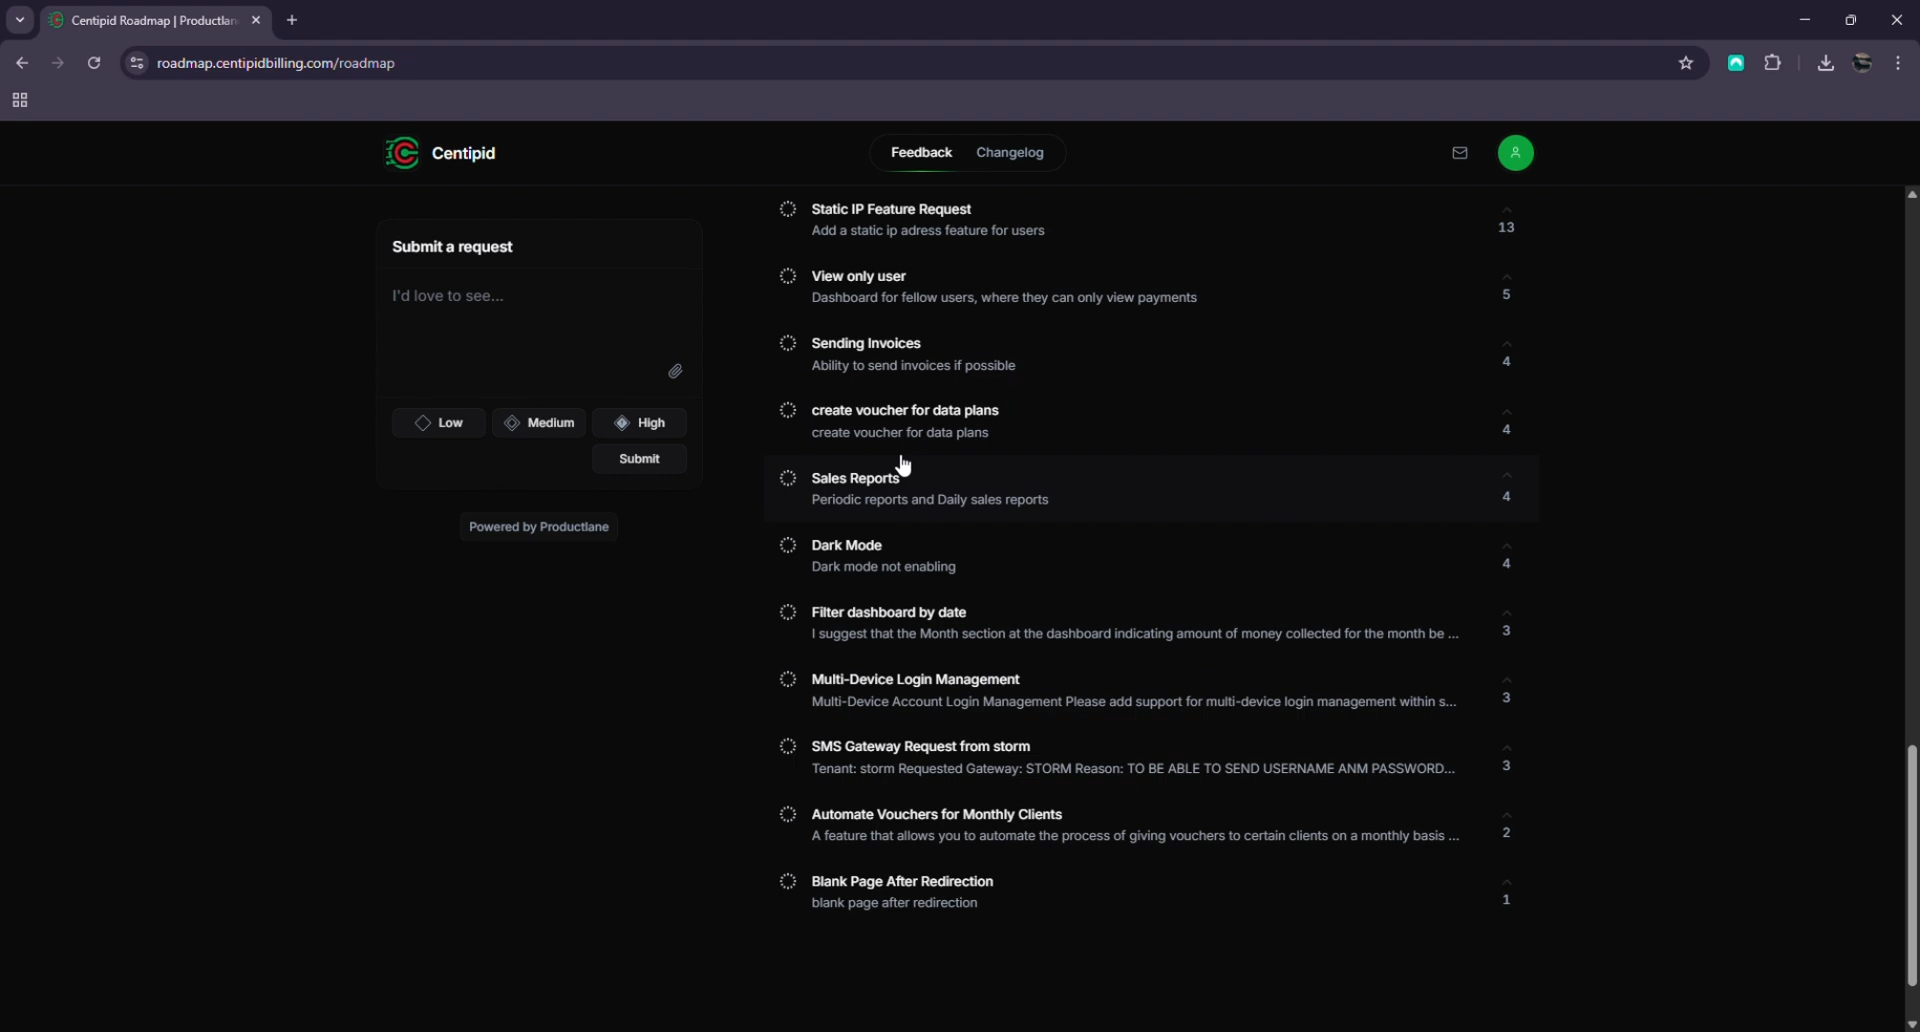 Centipid Roadmap | Productlan
roadmap.centipidbilling.com/roadmap
Centipid
Feedback
Changelog
Submit a request
I'd love to see...
Low
Medium
High
Submit
Powered by Productlane
Static IP Feature Request
Add a static ip adress feature for users
13
View only user
Dashboard for fellow users, where they can only view payments
5
Sending Invoices
Ability to send invoices if possible
4
create voucher for data plans
create voucher for data plans
4
Sales Reports
Periodic reports and Daily sales reports
4
Dark Mode
Dark mode not enabling
4
Filter dashboard by date
I suggest that the Month section at the dashboard indicating amount of money collected for the month be ...
3
Multi-Device Login Management
Multi-Device Account Login Management Please add support for multi-device login management within s...
3
SMS Gateway Request from storm
Tenant: storm Requested Gateway: STORM Reason: TO BE ABLE TO SEND USERNAME ANM PASSWORD...
3
Automate Vouchers for Monthly Clients
A feature that allows you to automate the process of giving vouchers to certain clients on a monthly basis ...
2
Blank Page After Redirection
blank page after redirection
1